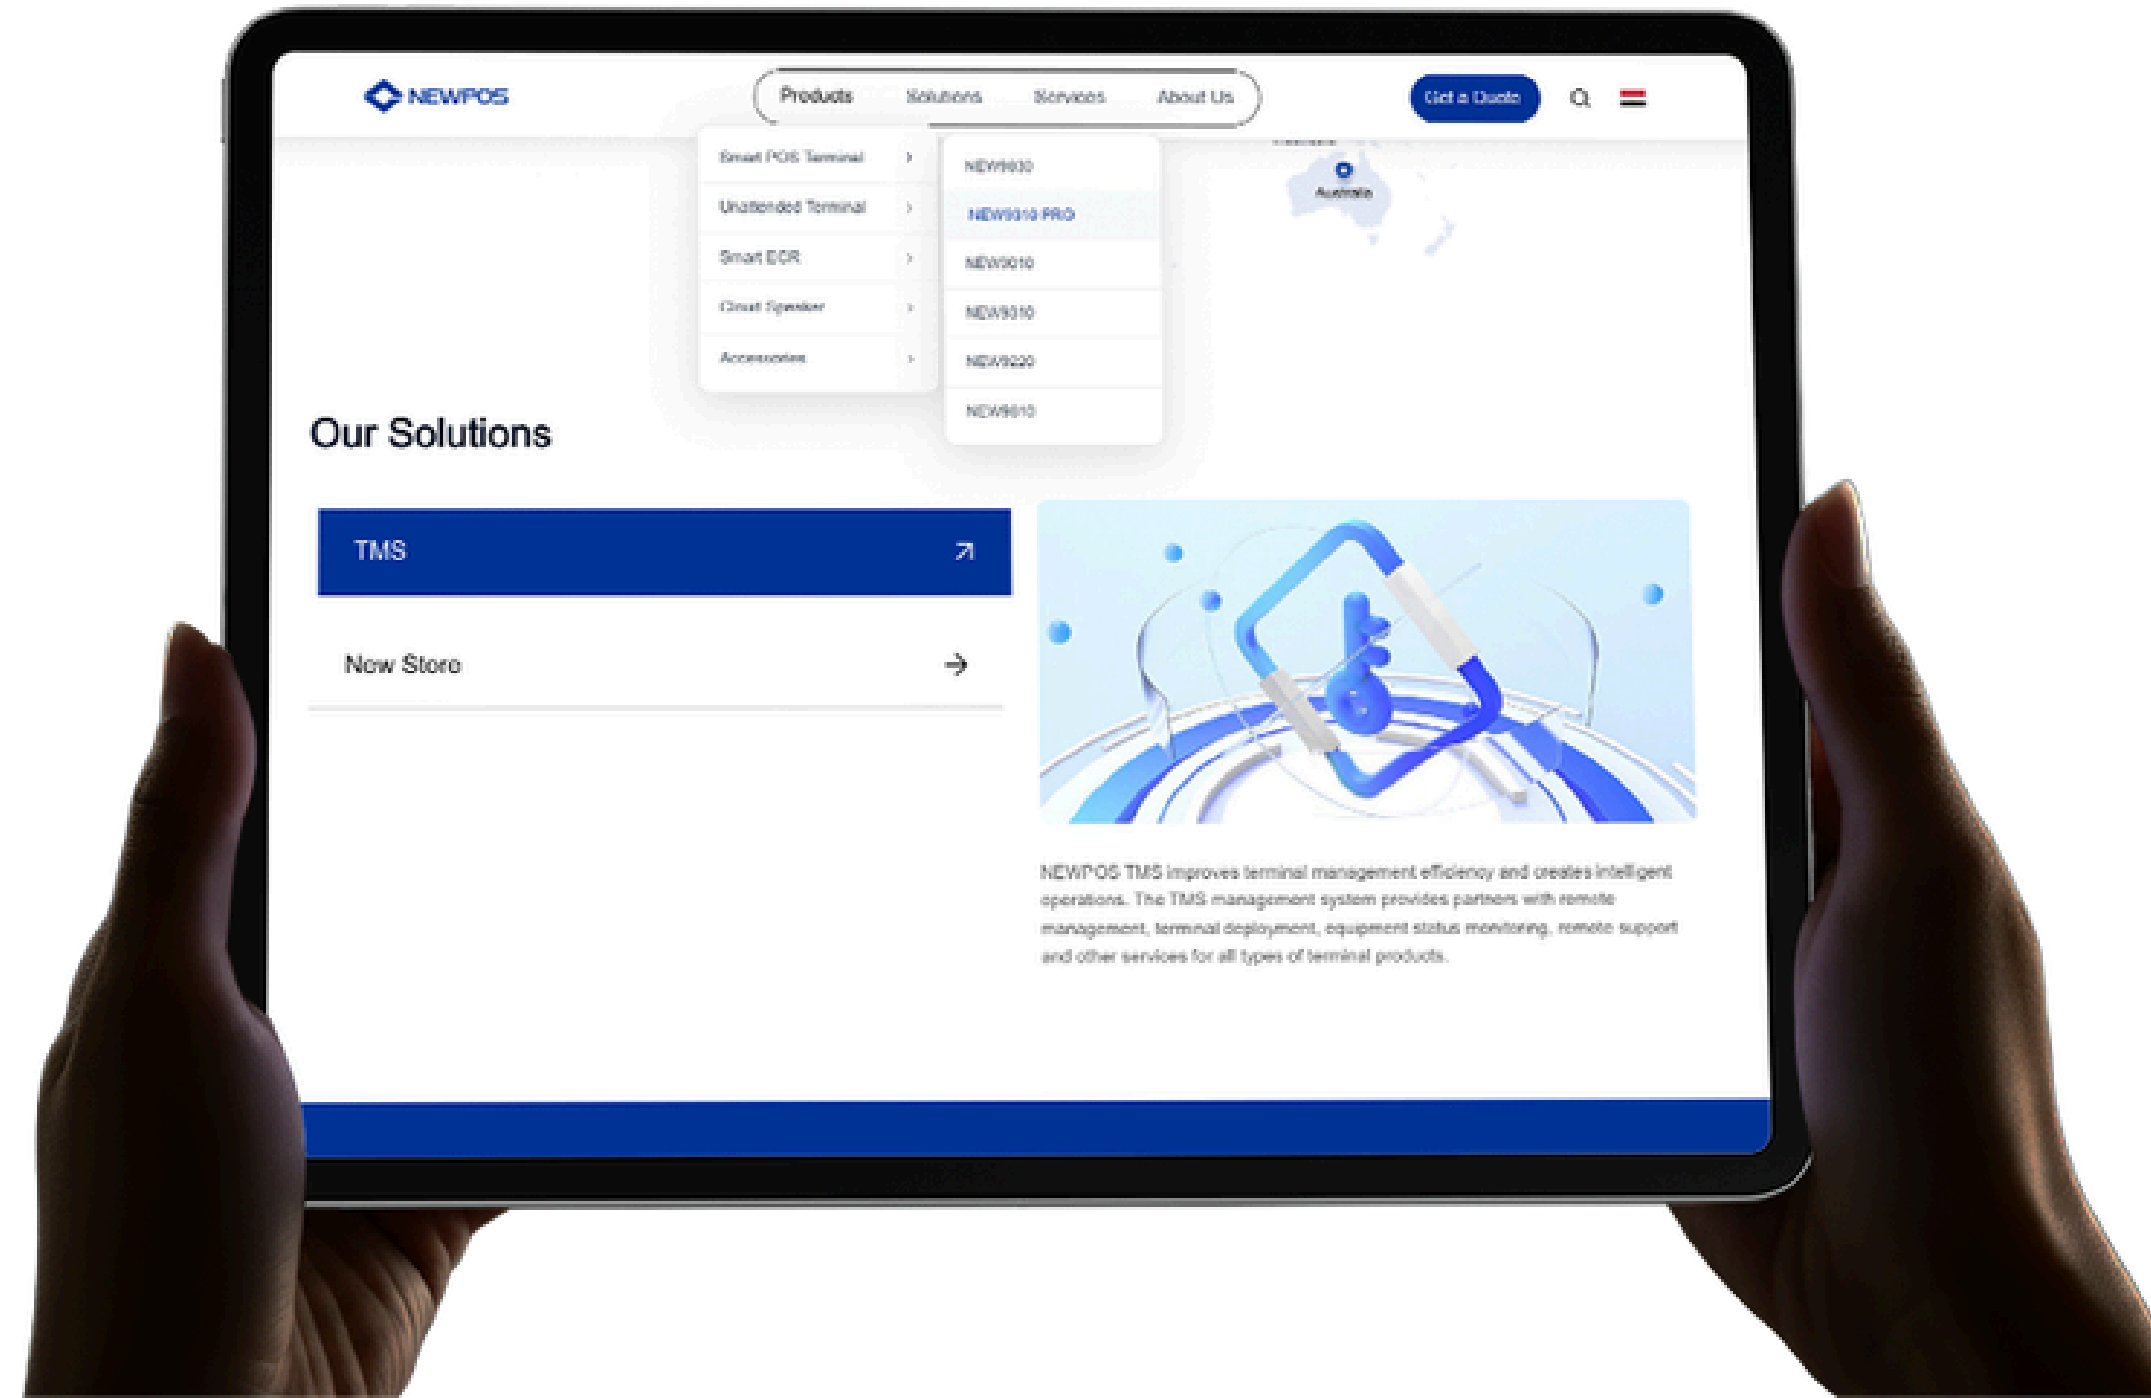 NEWPOS
Products
Solutions
Services
About Us
Get a Quote
Smart POS Terminal
Unattended Terminal
Smart ECR
Cloud Speaker
Accessories
NEW9310 PRO
NEW9220
Australia
Our Solutions
TMS
New Store
NEWPOS TMS improves terminal management efficiency and creates intelligent
operations. The TMS management system provides partners with remote
management, terminal deployment, equipment status monitoring, remote support
and other services for all types of terminal products.